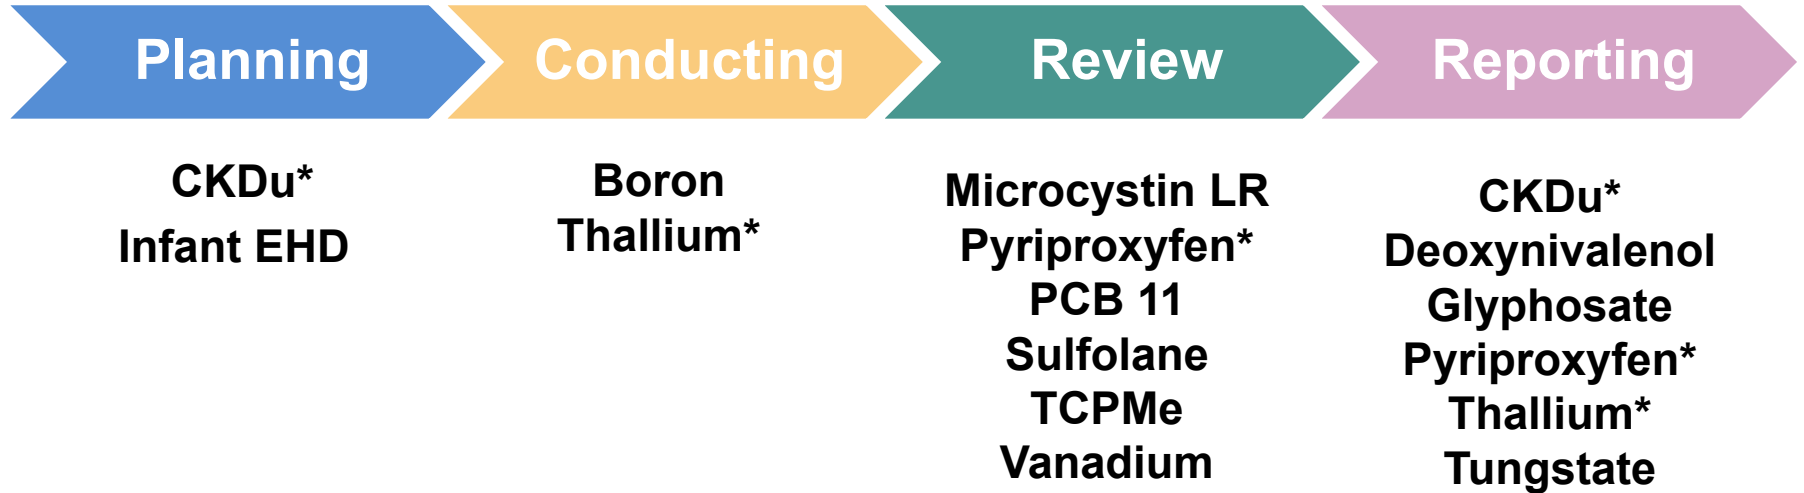 Planning
Conducting
Review
Reporting
CKDu*
Infant EHD
Boron
Thallium*
Microcystin LR
Pyriproxyfen*
PCB 11
Sulfolane
TCPMe
Vanadium
CKDu*
Deoxynivalenol
Glyphosate
Pyriproxyfen*
Thallium*
Tungstate